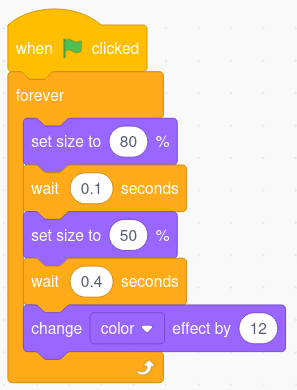 when clicked
forever
set size to 80 %
wait 0.1 seconds
set size to 50 %
wait 0.4 seconds
change color effect by 12